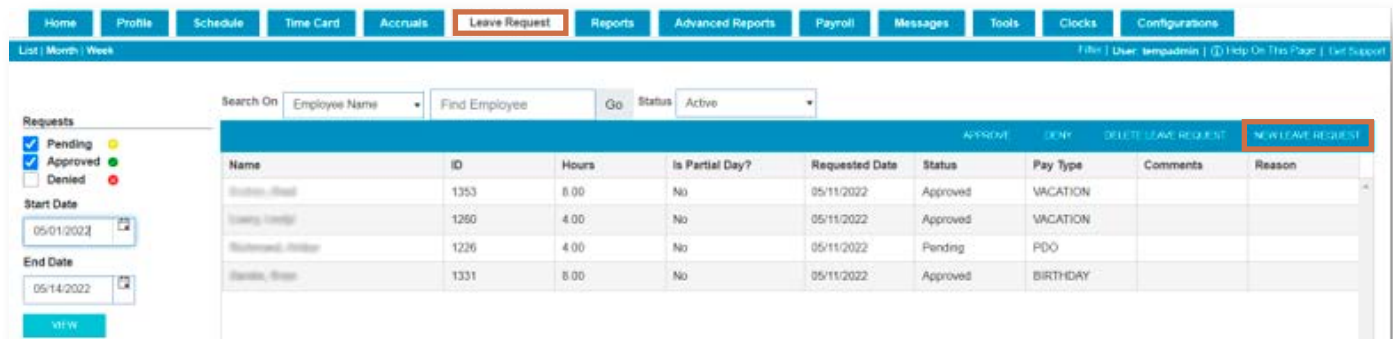 Home Profile Schedule Time Card Accruals Leave Request Reports Advanced Reports Payroll Messages Tools Clocks Configurations
List | Month | Week Filter | User: tempadmin | Help On This Page | Get Support
Search On Employee Name Find Employee Go Status Active
Requests
Pending
Approved
Denied
Start Date
05/01/2022
End Date
05/14/2022
VIEW
APPROVE DENY DELETE LEAVE REQUEST NEW LEAVE REQUEST
Name ID Hours Is Partial Day? Requested Date Status Pay Type Comments Reason
1353 8.00 No 05/11/2022 Approved VACATION
1260 4.00 No 05/11/2022 Approved VACATION
1226 4.00 No 05/11/2022 Pending PDO
1331 8.00 No 05/11/2022 Approved BIRTHDAY